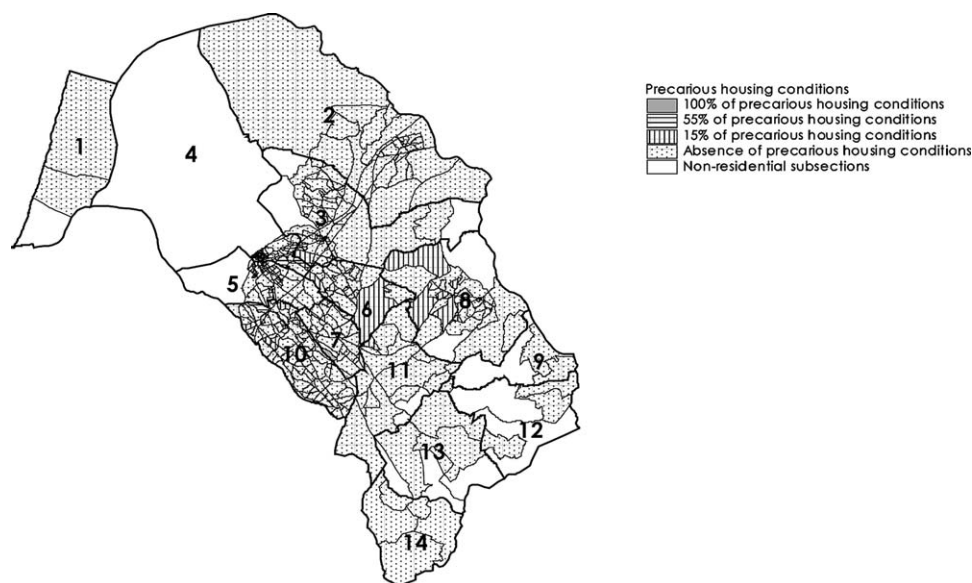 Precarious housing conditions
100% of precarious housing conditions
55% of precarious housing conditions
15% of precarious housing conditions
Absence of precarious housing conditions
Non-residential subsections
2
1
4
3
5
6
8
7
10
9
11
12
13
14